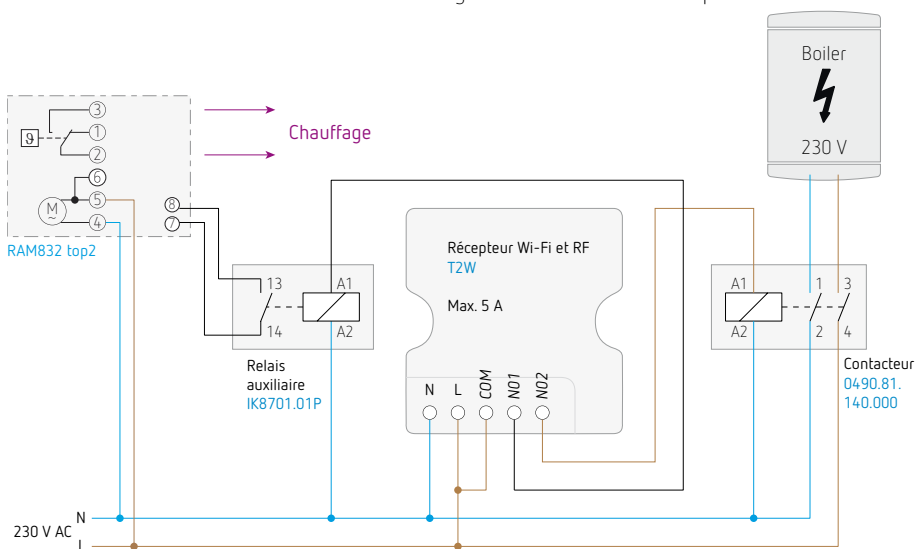 Boiler
230 V
3
1
2
6
5
4
8
7
ϑ
M
~
Chauffage
RAM832 top2
Récepteur Wi-Fi et RF
T2W
Max. 5 A
13
A1
14
A2
Relais
auxiliaire
IK8701.01P
N
L
COM
NO1
NO2
A1
1
3
A2
2
4
Contacteur
0490.81.
140.000
N
230 V AC
L